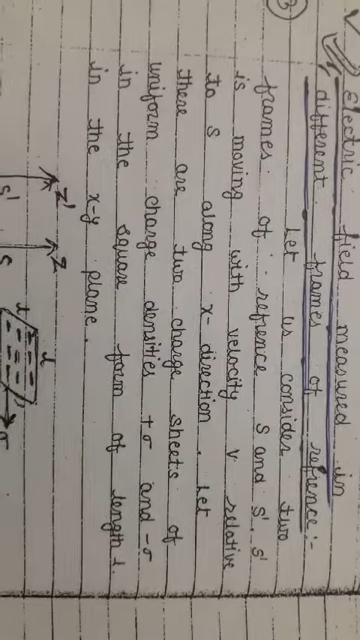 3
Electric field measured in
different frames of refrence:-
Let us consider two
frames of refrence S and S'. S'
is moving with velocity v relative
to S along x-direction. Let
there are two charge sheets of
uniform charge densities +σ and -σ
in the square form of length l.
in the x-y plane.
Z'
S'
Z
S
l
l
σ